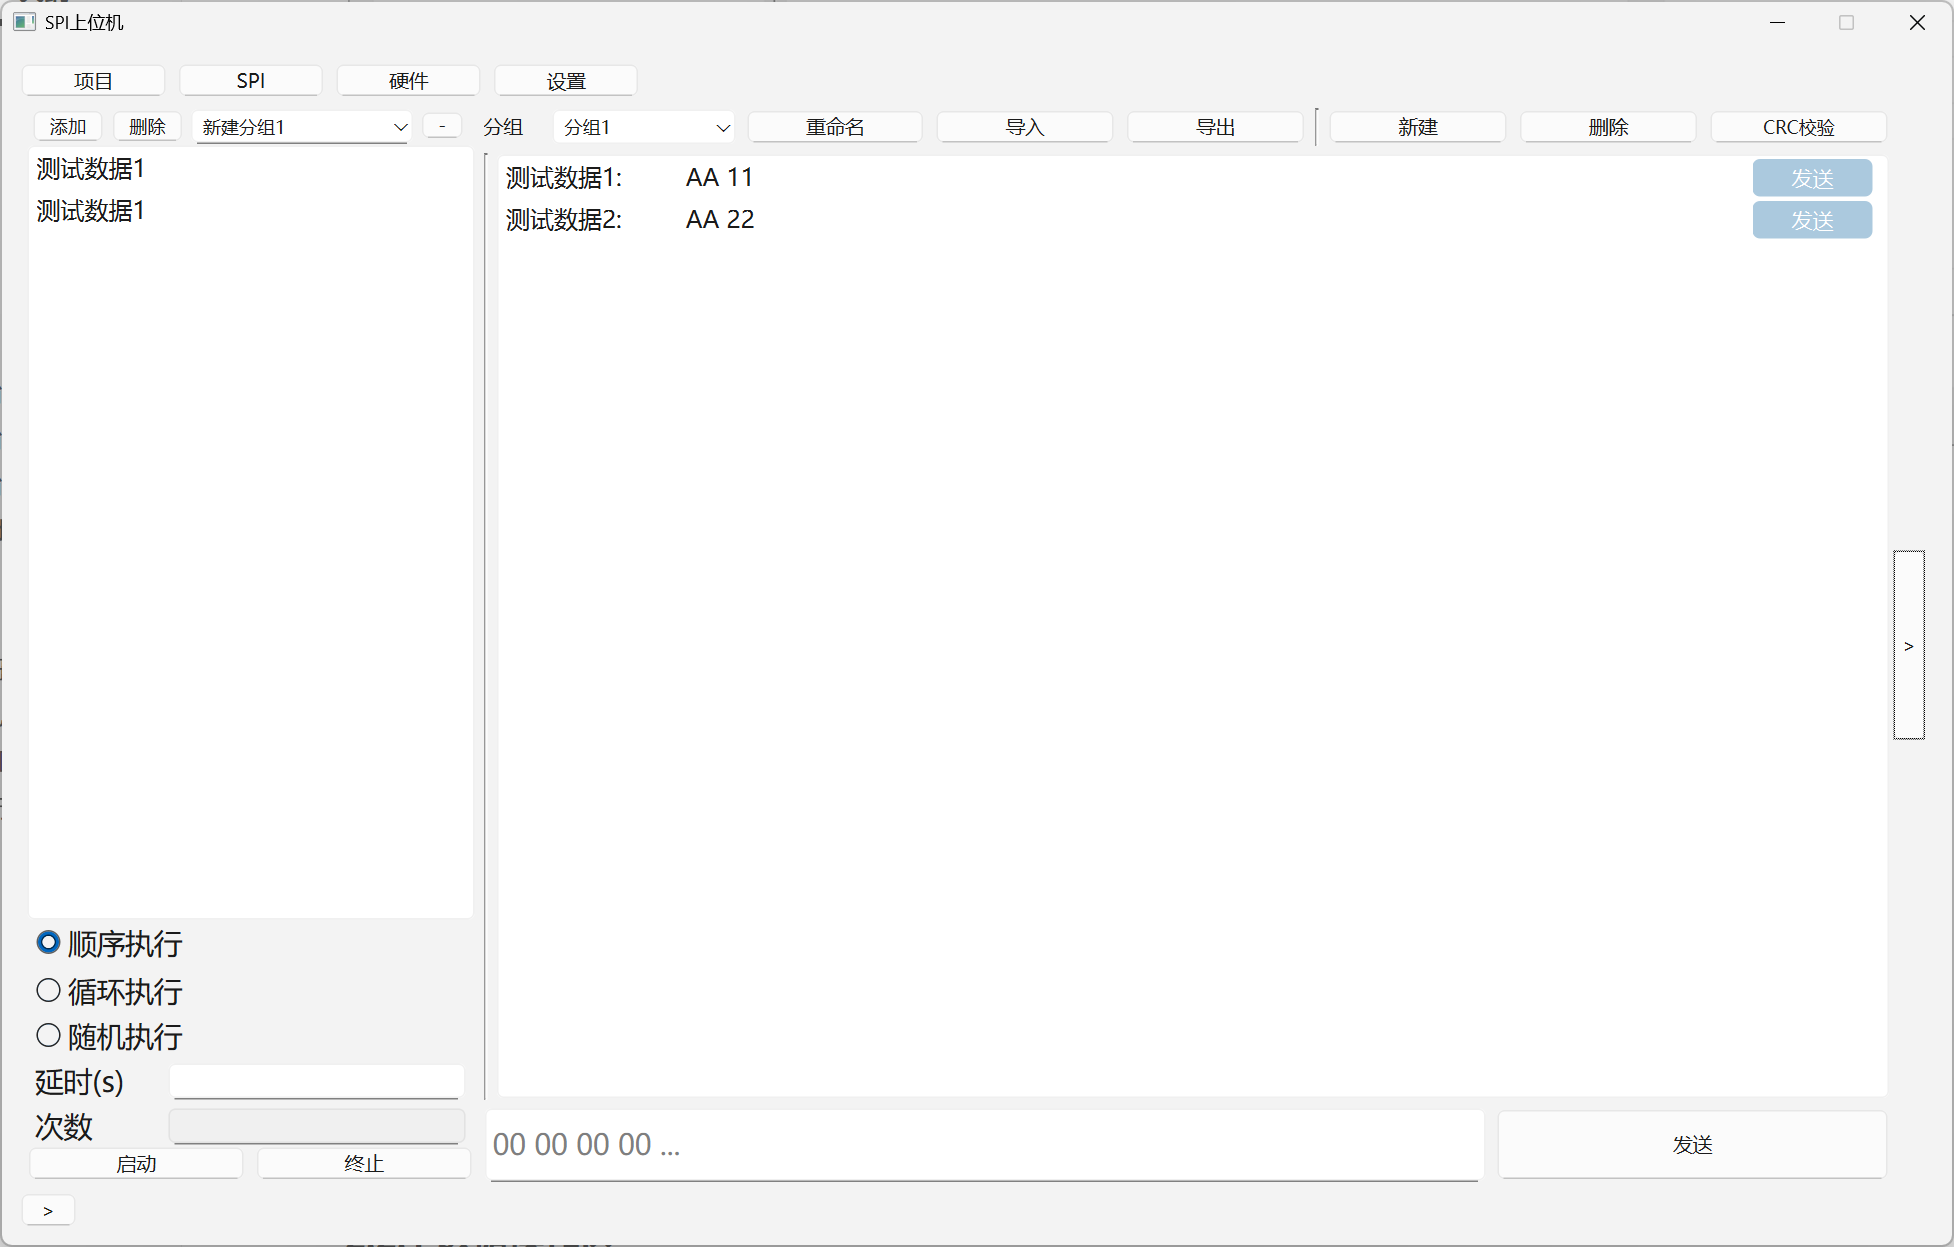 SPI上位机
项目 SPI 硬件 设置
添加 删除 新建分组1 - 分组 分组1 重命名 导入 导出 新建 删除 CRC校验
测试数据1
测试数据1
测试数据1: AA 11 发送
测试数据2: AA 22 发送
>
顺序执行
循环执行
随机执行
延时(s)
次数
启动 终止
00 00 00 00 ... 发送
>